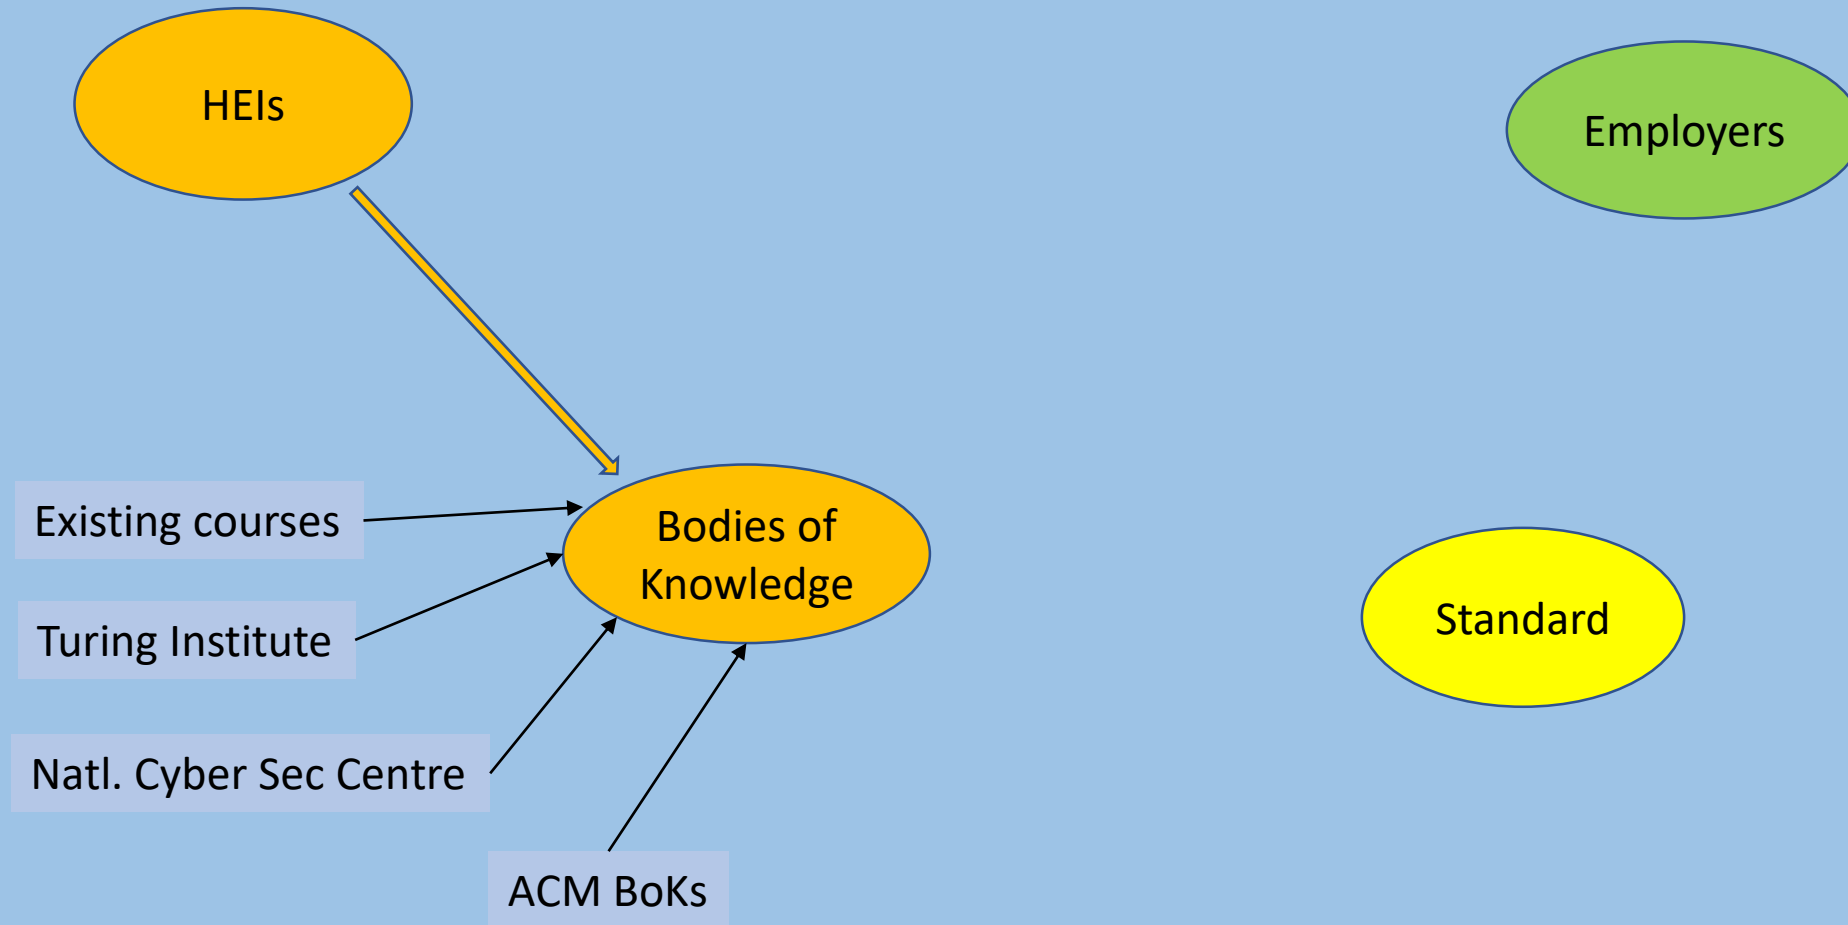 HEIs
Employers
Existing courses
Bodies of
Knowledge
Turing Institute
Standard
Natl. Cyber Sec Centre
ACM BoKs